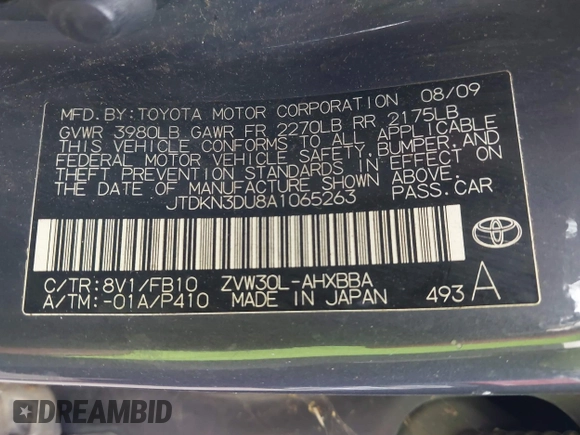 MFD. BY: TOYOTA MOTOR CORPORATION 08/09
GVWR 3980LB GAWR FR 2270LB RR 2175LB
THIS VEHICLE CONFORMS TO ALL APPLICABLE
FEDERAL MOTOR VEHICLE SAFETY, BUMPER, AND
THEFT PREVENTION STANDARDS IN EFFECT ON
THE DATE OF MANUFACTURE SHOWN ABOVE.
JTDKN3DU8A1065263 PASS. CAR
C/TR: 8V1/FB10 ZVW30L-AHXBBA
A/TM: -01A/P410 MADE IN JAPAN 493 A
DREAMBID